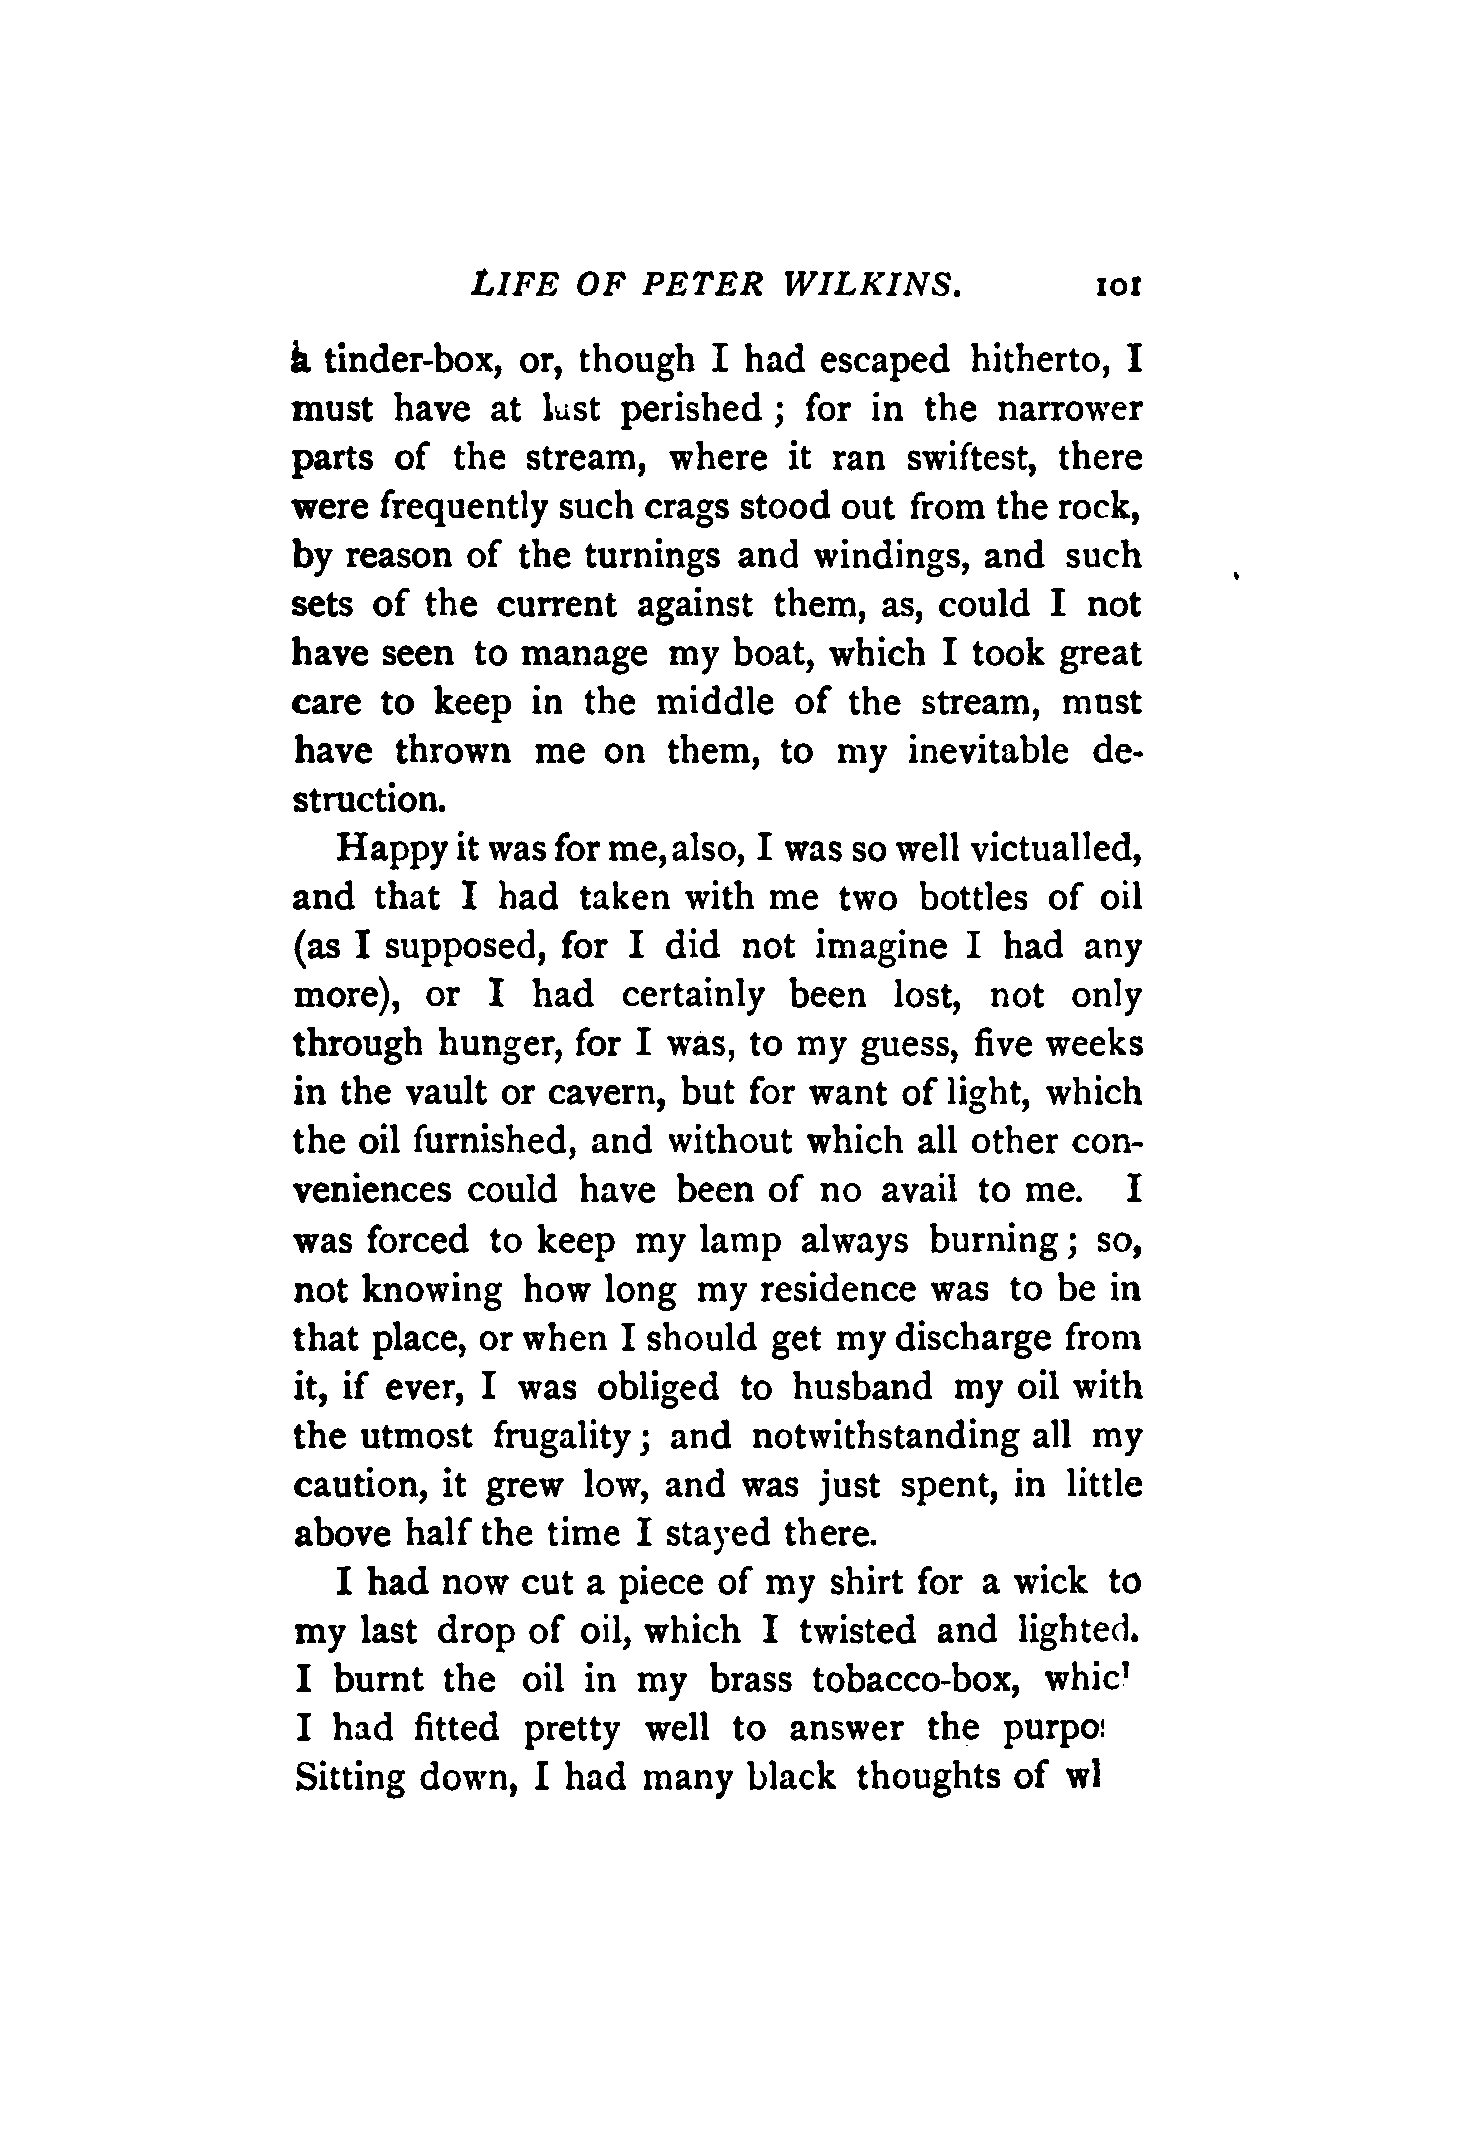 LIFE OF PETER WILKINS. 101
a tinder-box, or, though I had escaped hitherto, I
must have at last perished ; for in the narrower
parts of the stream, where it ran swiftest, there
were frequently such crags stood out from the rock,
by reason of the turnings and windings, and such
sets of the current against them, as, could I not
have seen to manage my boat, which I took great
care to keep in the middle of the stream, must
have thrown me on them, to my inevitable de-
struction.
Happy it was for me, also, I was so well victualled,
and that I had taken with me two bottles of oil
(as I supposed, for I did not imagine I had any
more), or I had certainly been lost, not only
through hunger, for I was, to my guess, five weeks
in the vault or cavern, but for want of light, which
the oil furnished, and without which all other con-
veniences could have been of no avail to me. I
was forced to keep my lamp always burning ; so,
not knowing how long my residence was to be in
that place, or when I should get my discharge from
it, if ever, I was obliged to husband my oil with
the utmost frugality ; and notwithstanding all my
caution, it grew low, and was just spent, in little
above half the time I stayed there.
I had now cut a piece of my shirt for a wick to
my last drop of oil, which I twisted and lighted.
I burnt the oil in my brass tobacco-box, whic
I had fitted pretty well to answer the purpo
Sitting down, I had many black thoughts of